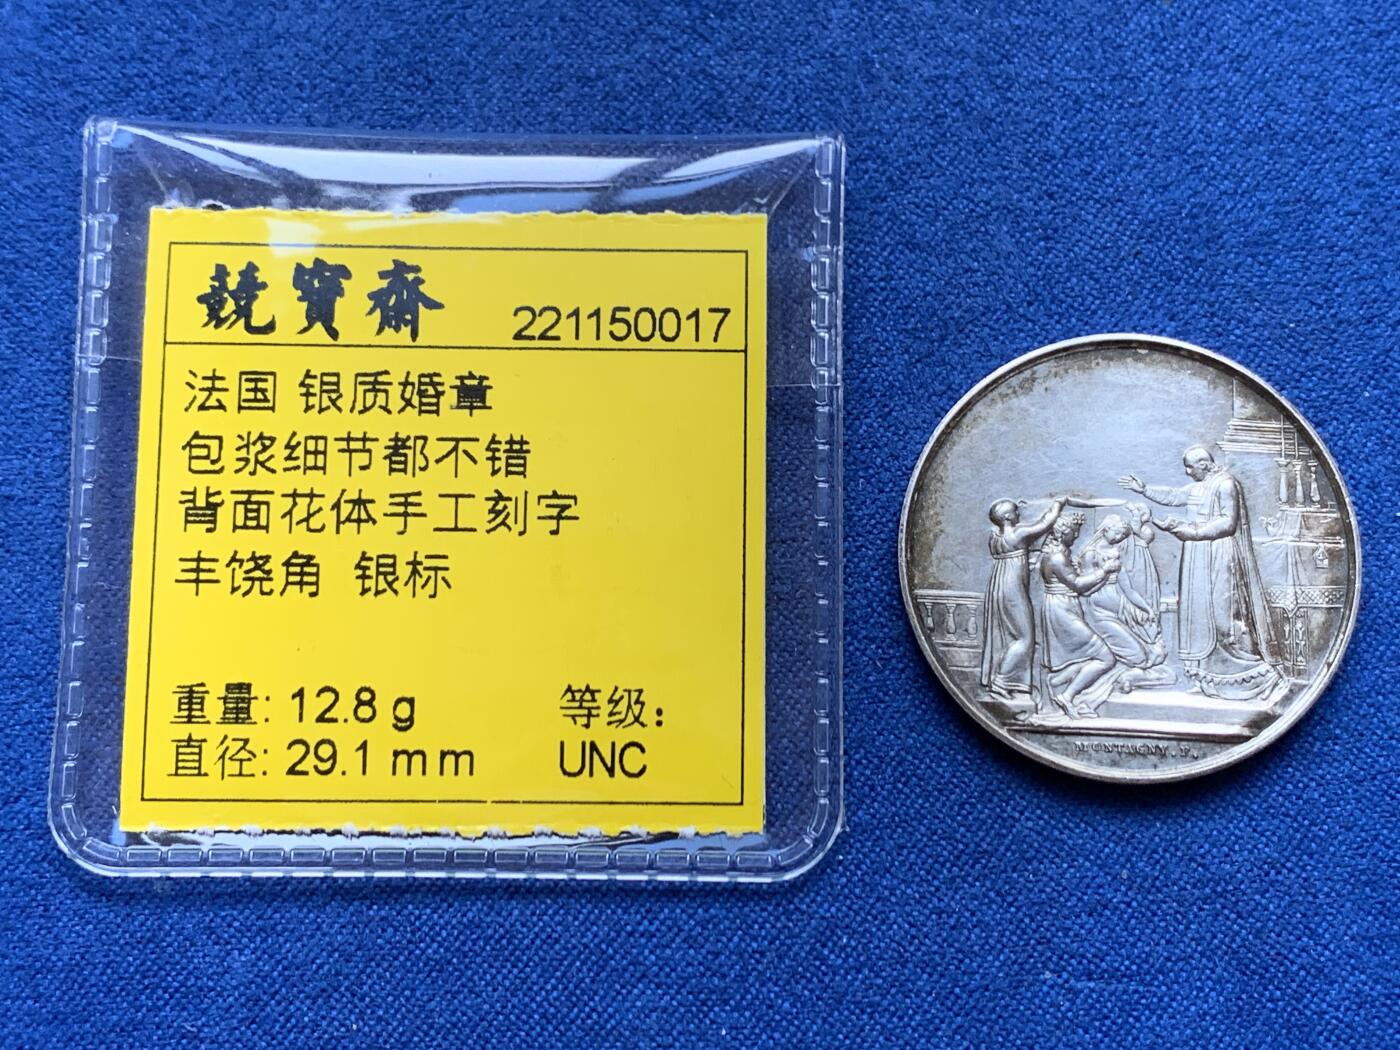 競寶齋 221150017
法国 银质婚章
包浆细节都不错
背面花体手工刻字
丰饶角 银标
重量: 12.8 g 等级:
直径: 29.1 mm UNC
MONTAGNY . F.